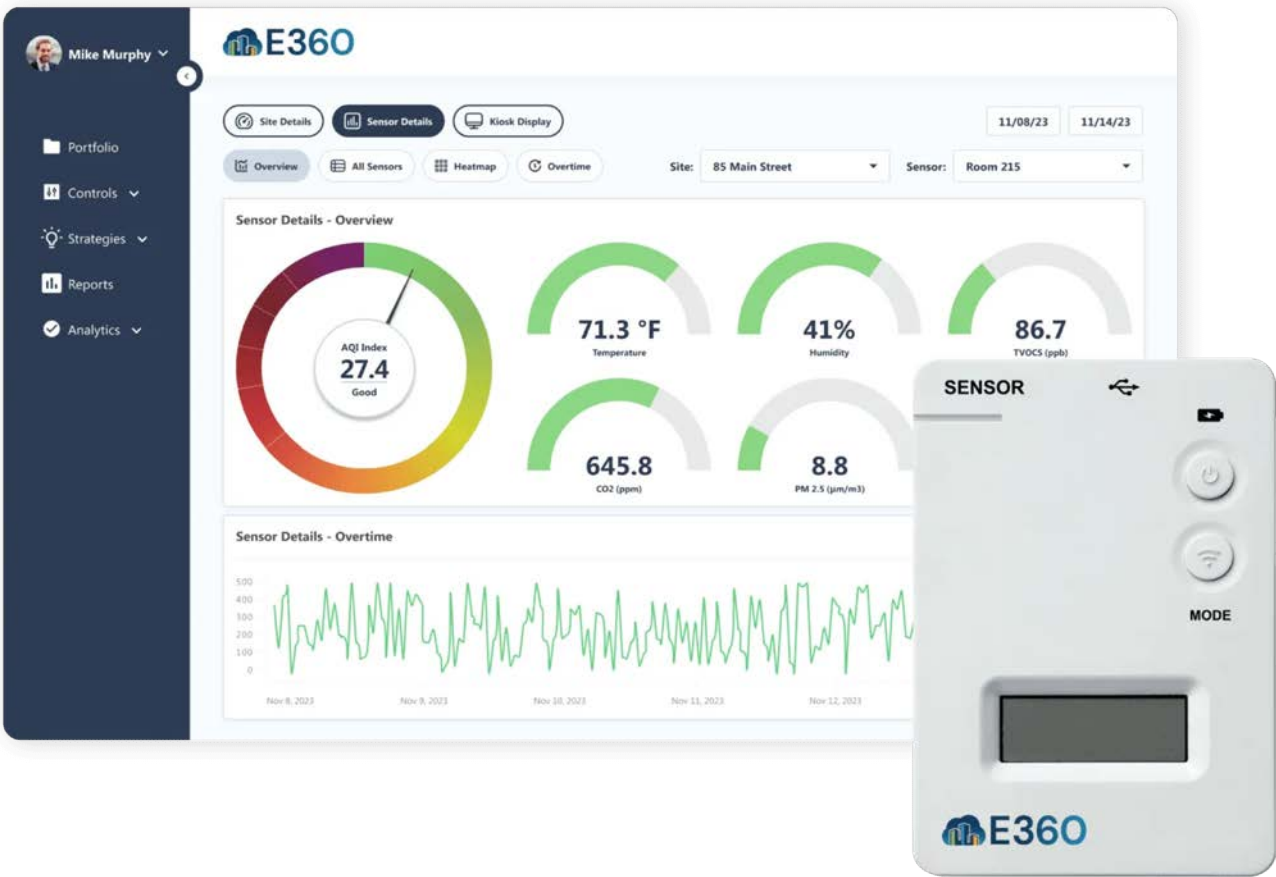 Mike Murphy
E360
Site Details
Sensor Details
Kiosk Display
11/08/23
11/14/23
Portfolio
Controls
Strategies
Reports
Analytics
Overview
All Sensors
Heatmap
Overtime
Site:
85 Main Street
Sensor:
Room 215
Sensor Details - Overview
AQI Index
27.4
Good
71.3 °F
Temperature
41%
Humidity
86.7
TVOCS (ppb)
645.8
CO2 (ppm)
8.8
PM 2.5 (µm/m3)
Sensor Details - Overtime
500
400
300
200
100
0
Nov 8, 2023
Nov 9, 2023
Nov 10, 2023
Nov 11, 2023
Nov 12, 2023
SENSOR
MODE
E360